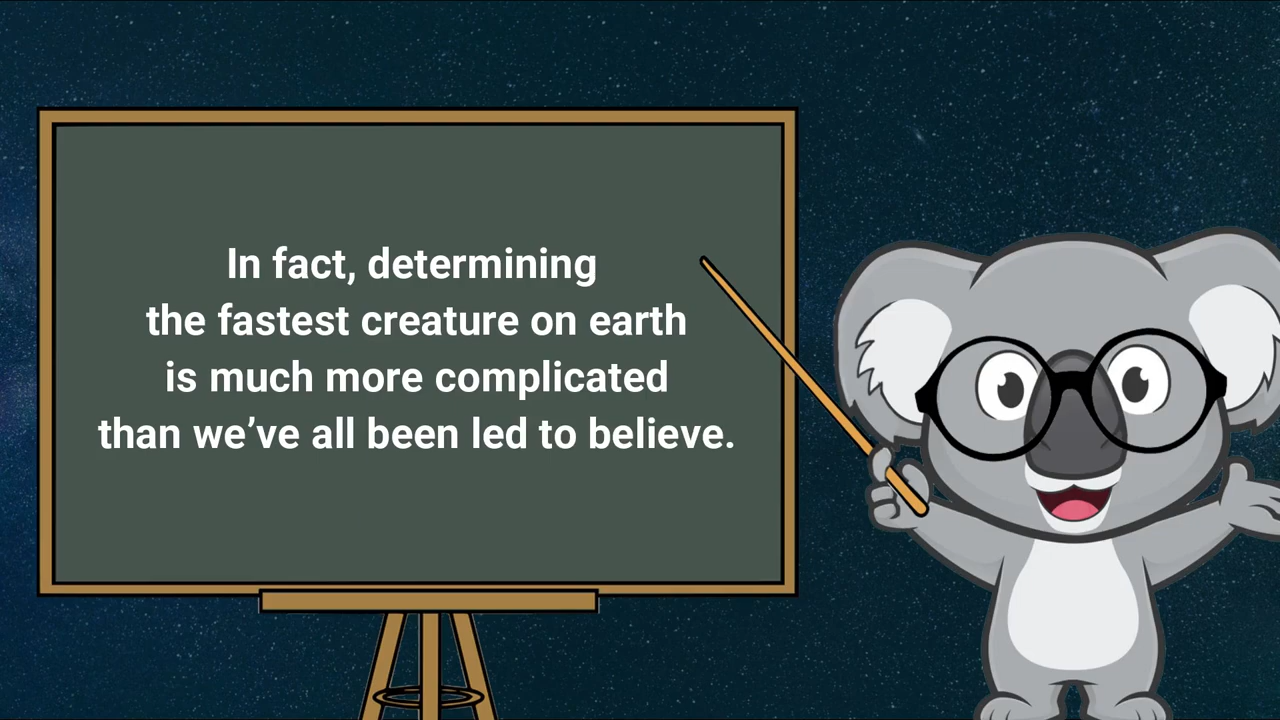 In fact, determining
the fastest creature on earth
is much more complicated
than we’ve all been led to believe.